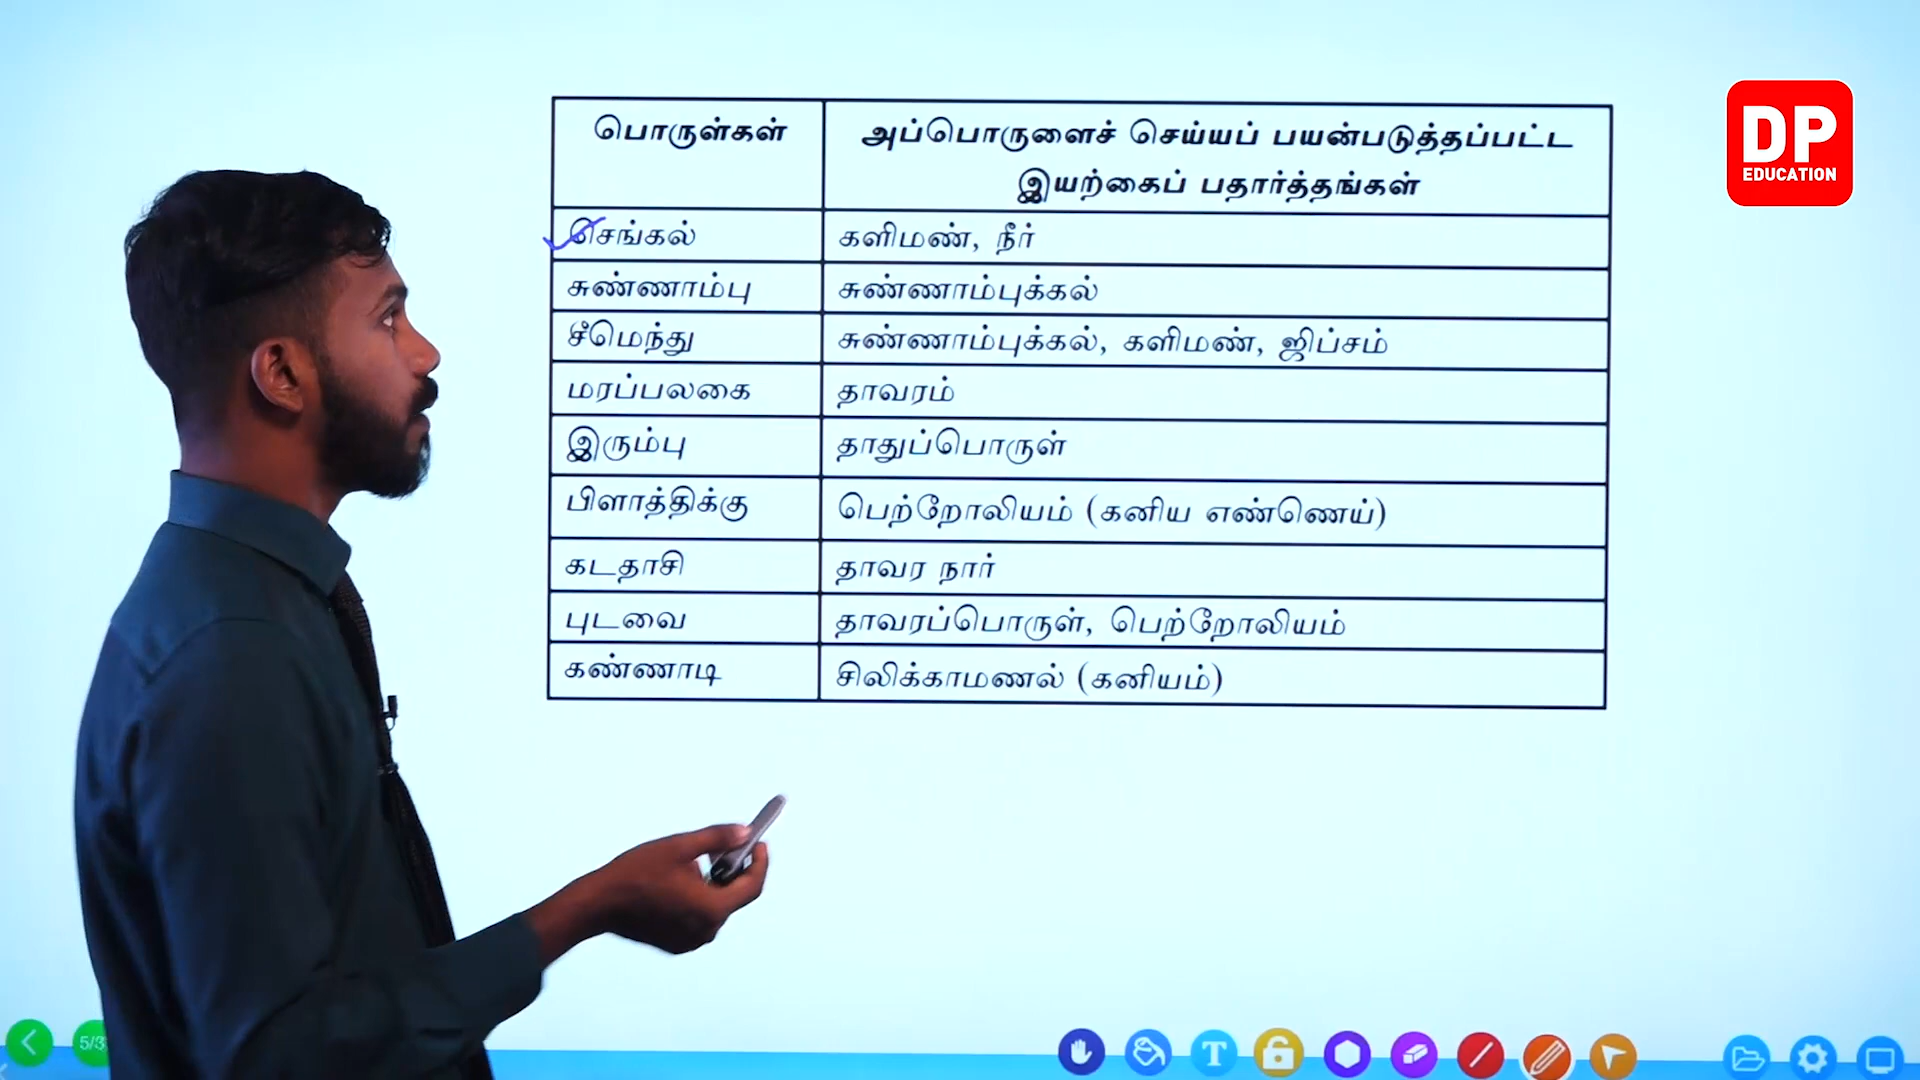 DP
EDUCATION
பொருள்கள்
அப்பொருளைச் செய்யப் பயன்படுத்தப்பட்ட
இயற்கைப் பதார்த்தங்கள்
செங்கல்
களிமண், நீர்
சுண்ணாம்பு
சுண்ணாம்புக்கல்
சீமெந்து
சுண்ணாம்புக்கல், களிமண், ஜிப்சம்
மரப்பலகை
தாவரம்
இரும்பு
தாதுப்பொருள்
பிளாத்திக்கு
பெற்றோலியம் (கனிய எண்ணெய்)
கடதாசி
தாவர நார்
புடவை
தாவரப்பொருள், பெற்றோலியம்
கண்ணாடி
சிலிக்காமணல் (கனியம்)
T